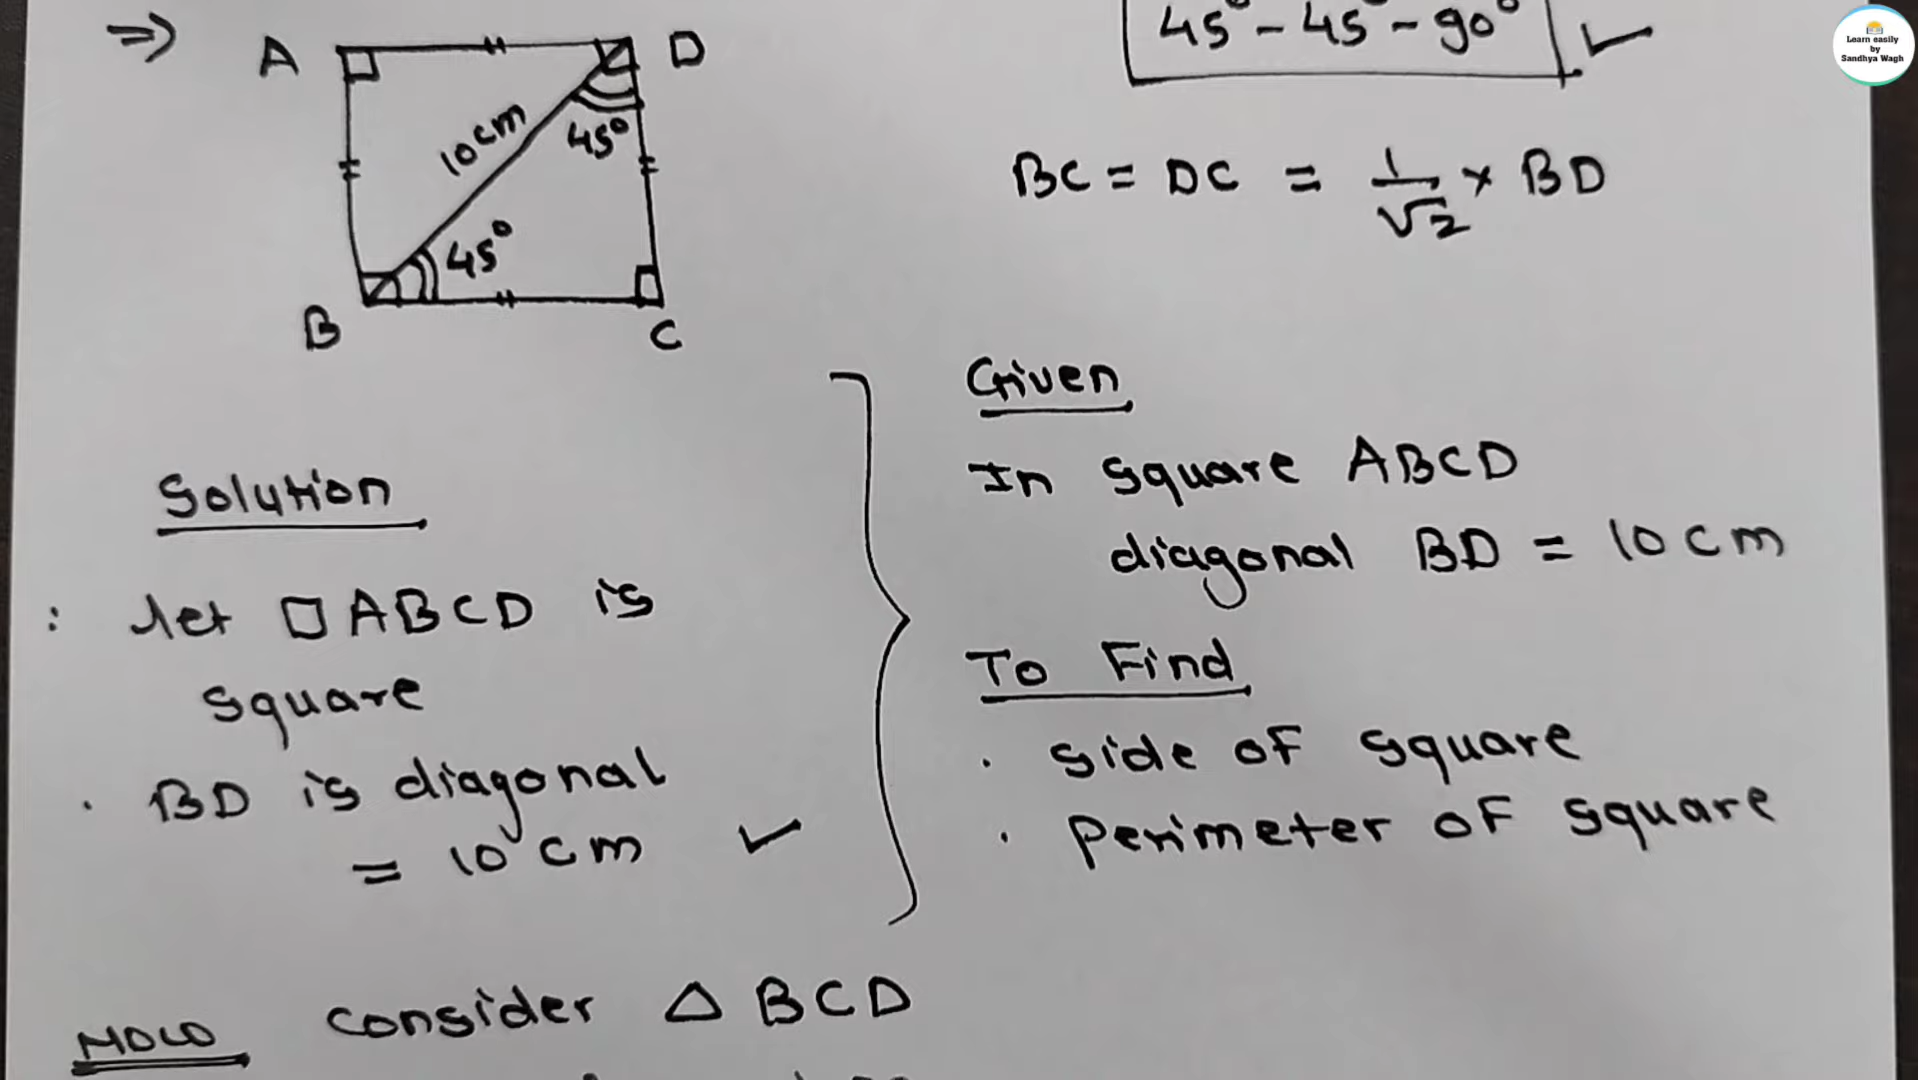 ⇒) A D
10cm
45°
45°
B C
45° - 45° - 90°
BC = DC = 1/√2 × BD
Solution
: let □ABCD is
square
. BD is diagonal
= 10 cm
Given
In square ABCD
diagonal BD = 10 cm
To Find
. side of square
. perimeter of square
Now consider △ BCD
Learn easily
by
Sandhya Wagh